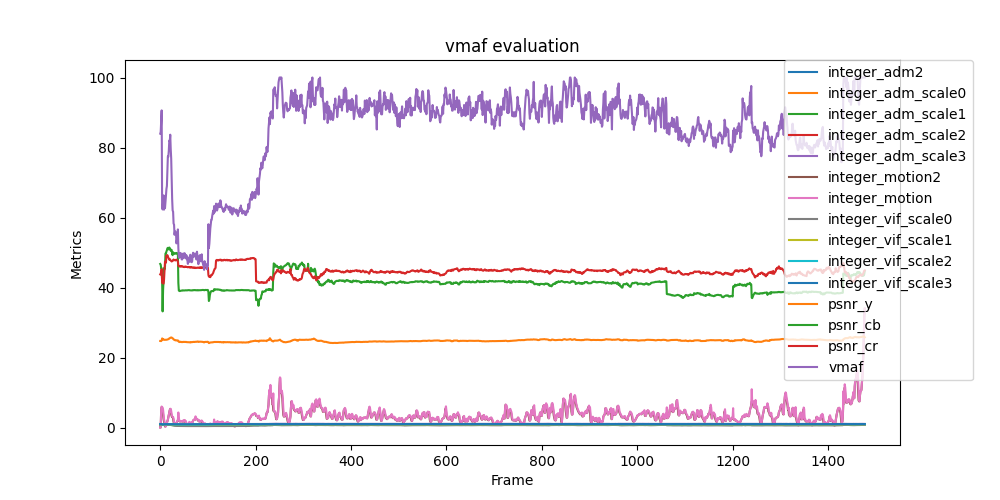 vmaf evaluation
Metrics
100
80
60
40
20
0
0 200 400 600 800 1000 1200 1400
Frame
integer_adm2
integer_adm_scale0
integer_adm_scale1
integer_adm_scale2
integer_adm_scale3
integer_motion2
integer_motion
integer_vif_scale0
integer_vif_scale1
integer_vif_scale2
integer_vif_scale3
psnr_y
psnr_cb
psnr_cr
vmaf